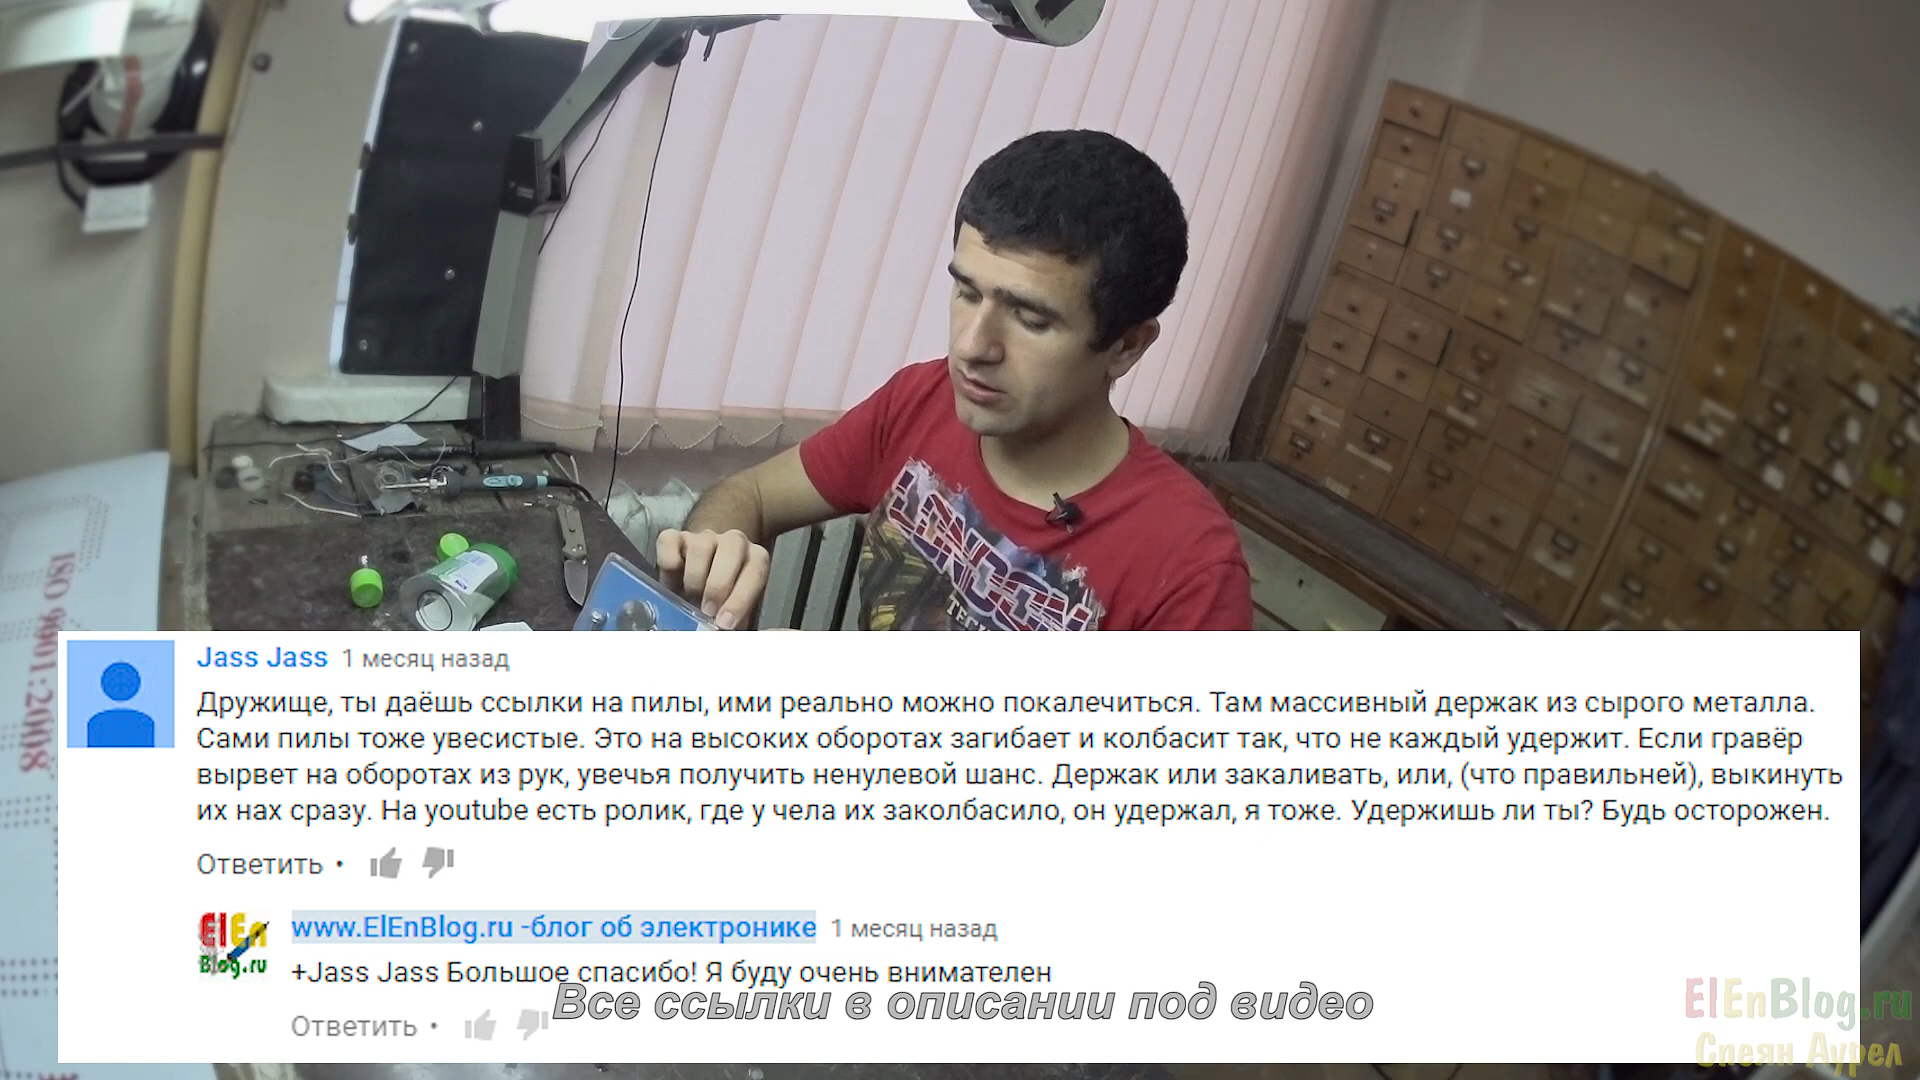 LONDON
ISO 9001:2008
Jass Jass 1 месяц назад
Дружище, ты даёшь ссылки на пилы, ими реально можно покалечиться. Там массивный держак из сырого металла.
Сами пилы тоже увесистые. Это на высоких оборотах загибает и колбасит так, что не каждый удержит. Если гравёр
вырвет на оборотах из рук, увечья получить ненулевой шанс. Держак или закаливать, или, (что правильней), выкинуть
их нах сразу. На youtube есть ролик, где у чела их заколбасило, он удержал, я тоже. Удержишь ли ты? Будь осторожен.
Ответить •
ElEn
Blog.ru
www.ElEnBlog.ru -блог об электронике 1 месяц назад
+Jass Jass Большое спасибо! Я буду очень внимателен
Все ссылки в описании под видео
Ответить •
ElEnBlog.ru
Спеян Аурел